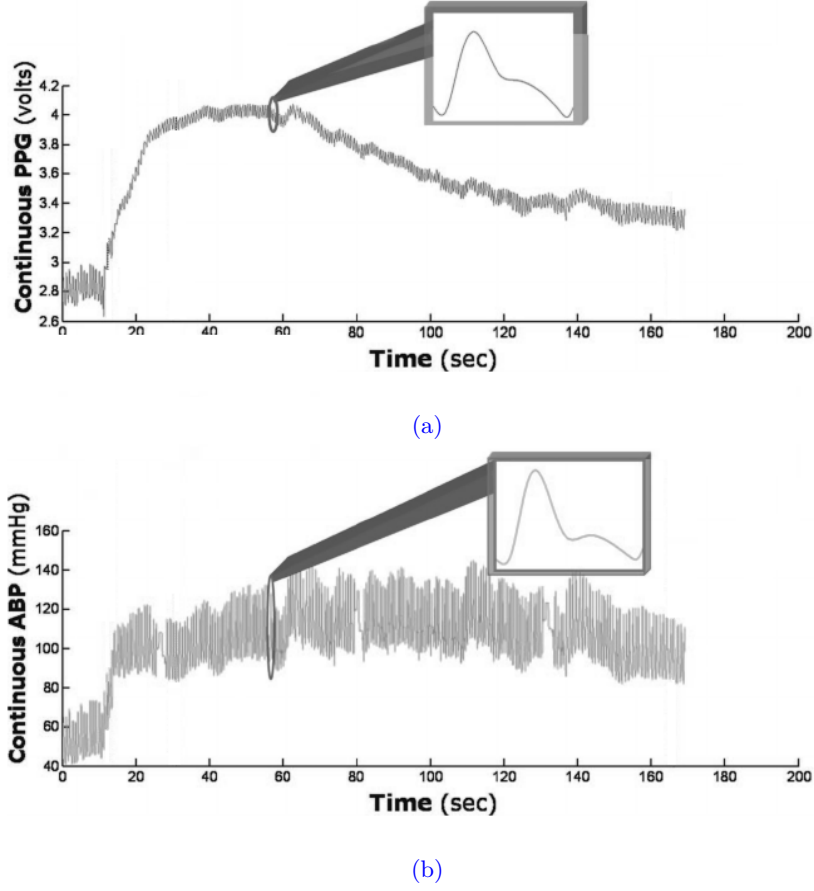 Continuous PPG (volts)
4.2
4
3.8
3.6
3.4
3.2
3
2.8
2.6
0 20 40 60 80 100 120 140 160 180 200
Time (sec)
(a)
Continuous ABP (mmHg)
160
140
120
100
80
60
40
0 20 40 60 80 100 120 140 160 180 200
Time (sec)
(b)